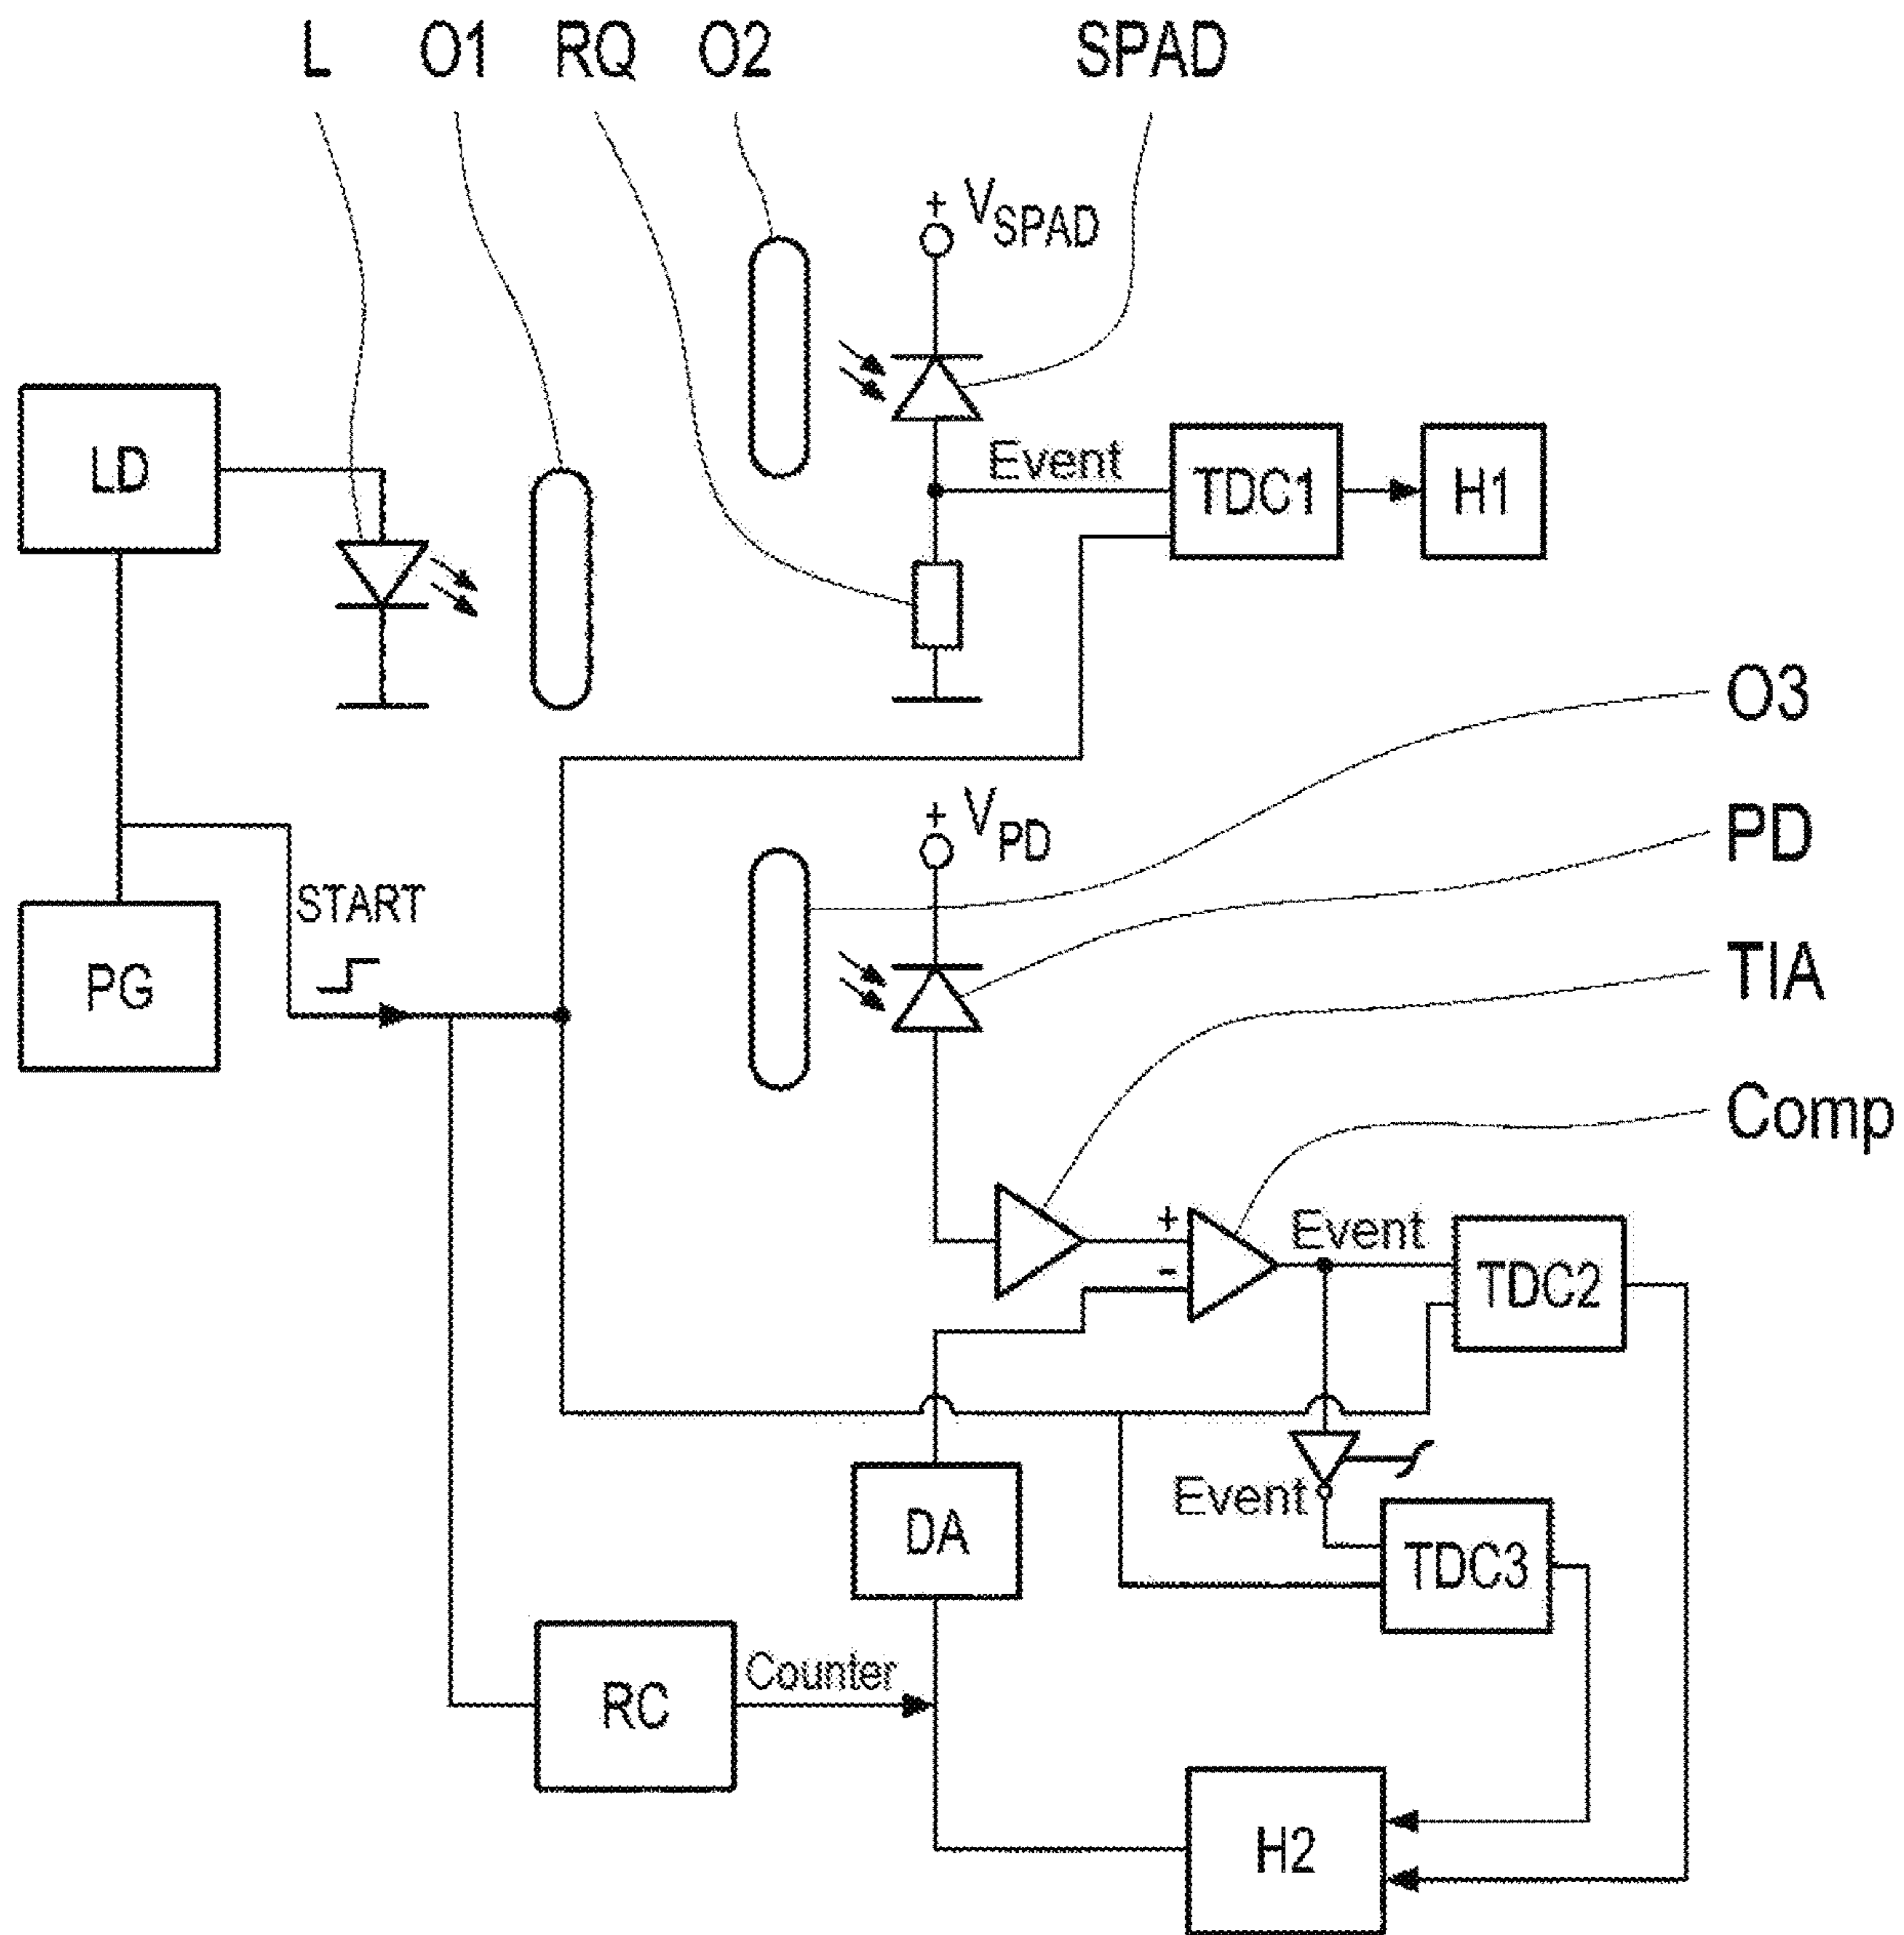 L O1 RQ O2 SPAD
+ VSPAD
LD
Event
TDC1
H1
O3
+ VPD
PD
START
PG
TIA
Comp
+
-
Event
TDC2
Event
DA
TDC3
Counter
RC
H2